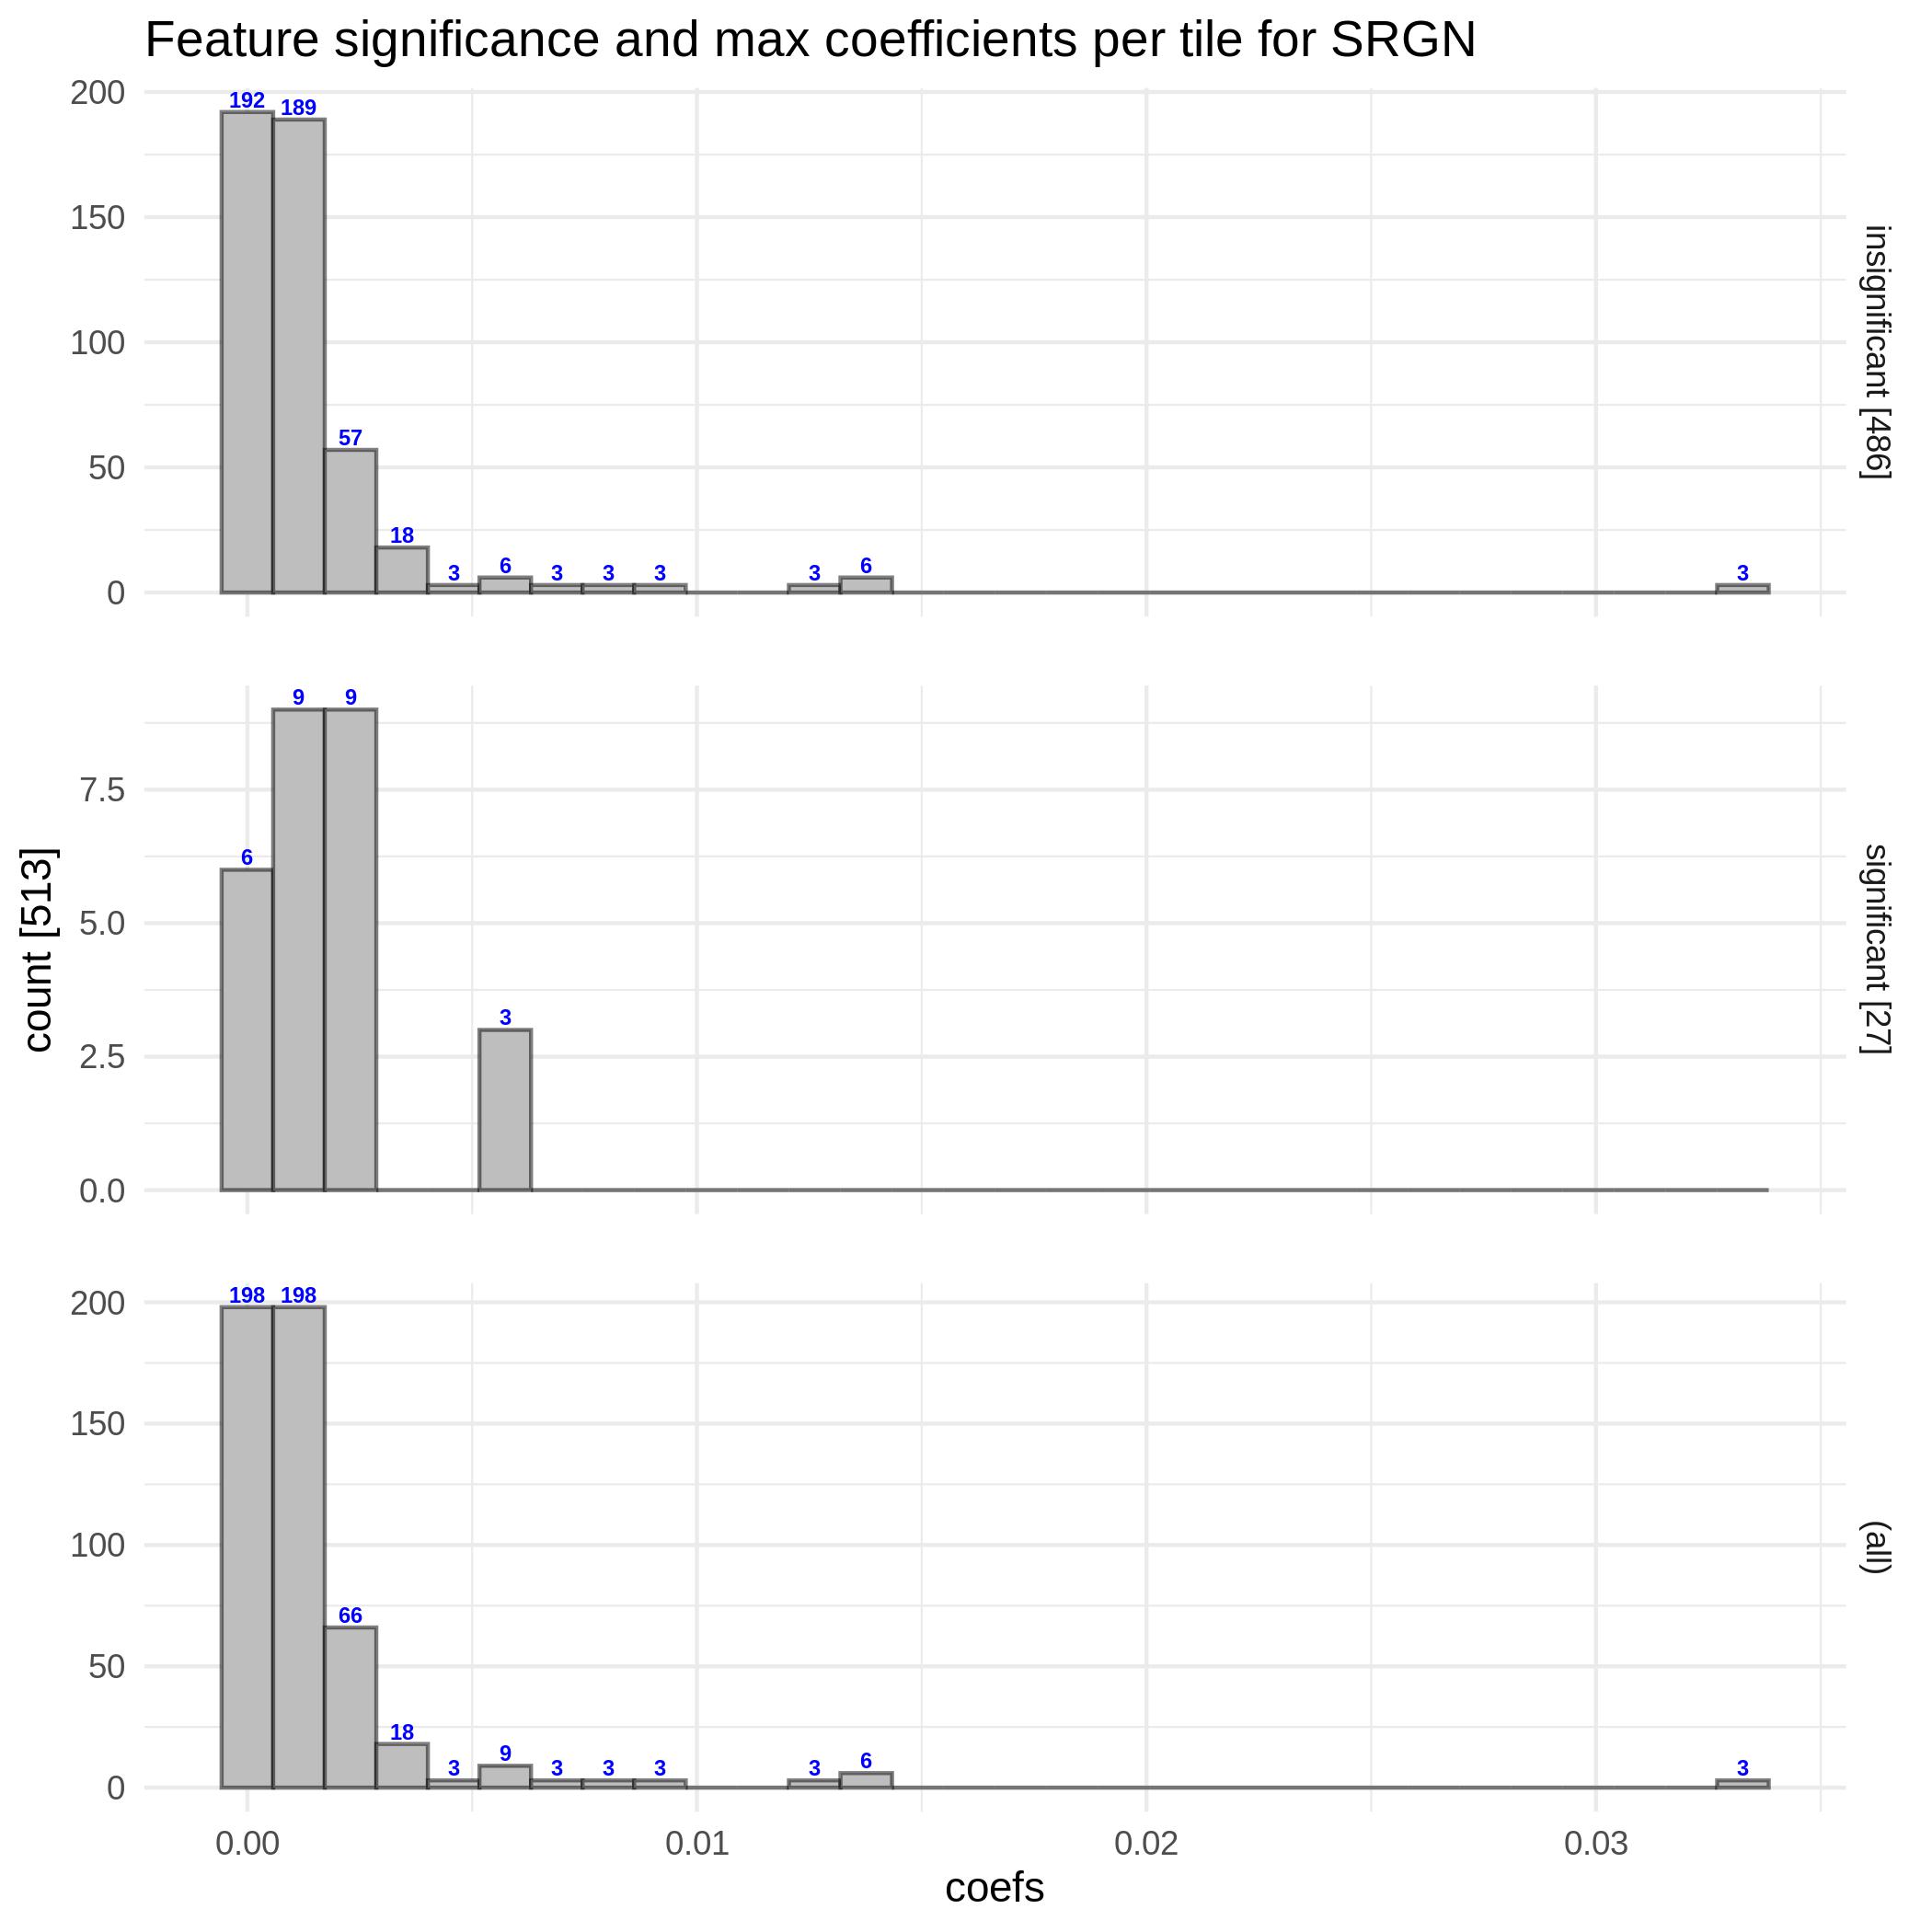 Feature significance and max coefficients per tile for SRGN
200
150
100
50
0
192 189 57 18 3 6 3 3 3 3 6 3
insignificant [486]
count [513]
7.5
5.0
2.5
0.0
6 9 9 3
significant [27]
200
150
100
50
0
198 198 66 18 3 9 3 3 3 3 6 3
(all)
0.00 0.01 0.02 0.03
coefs